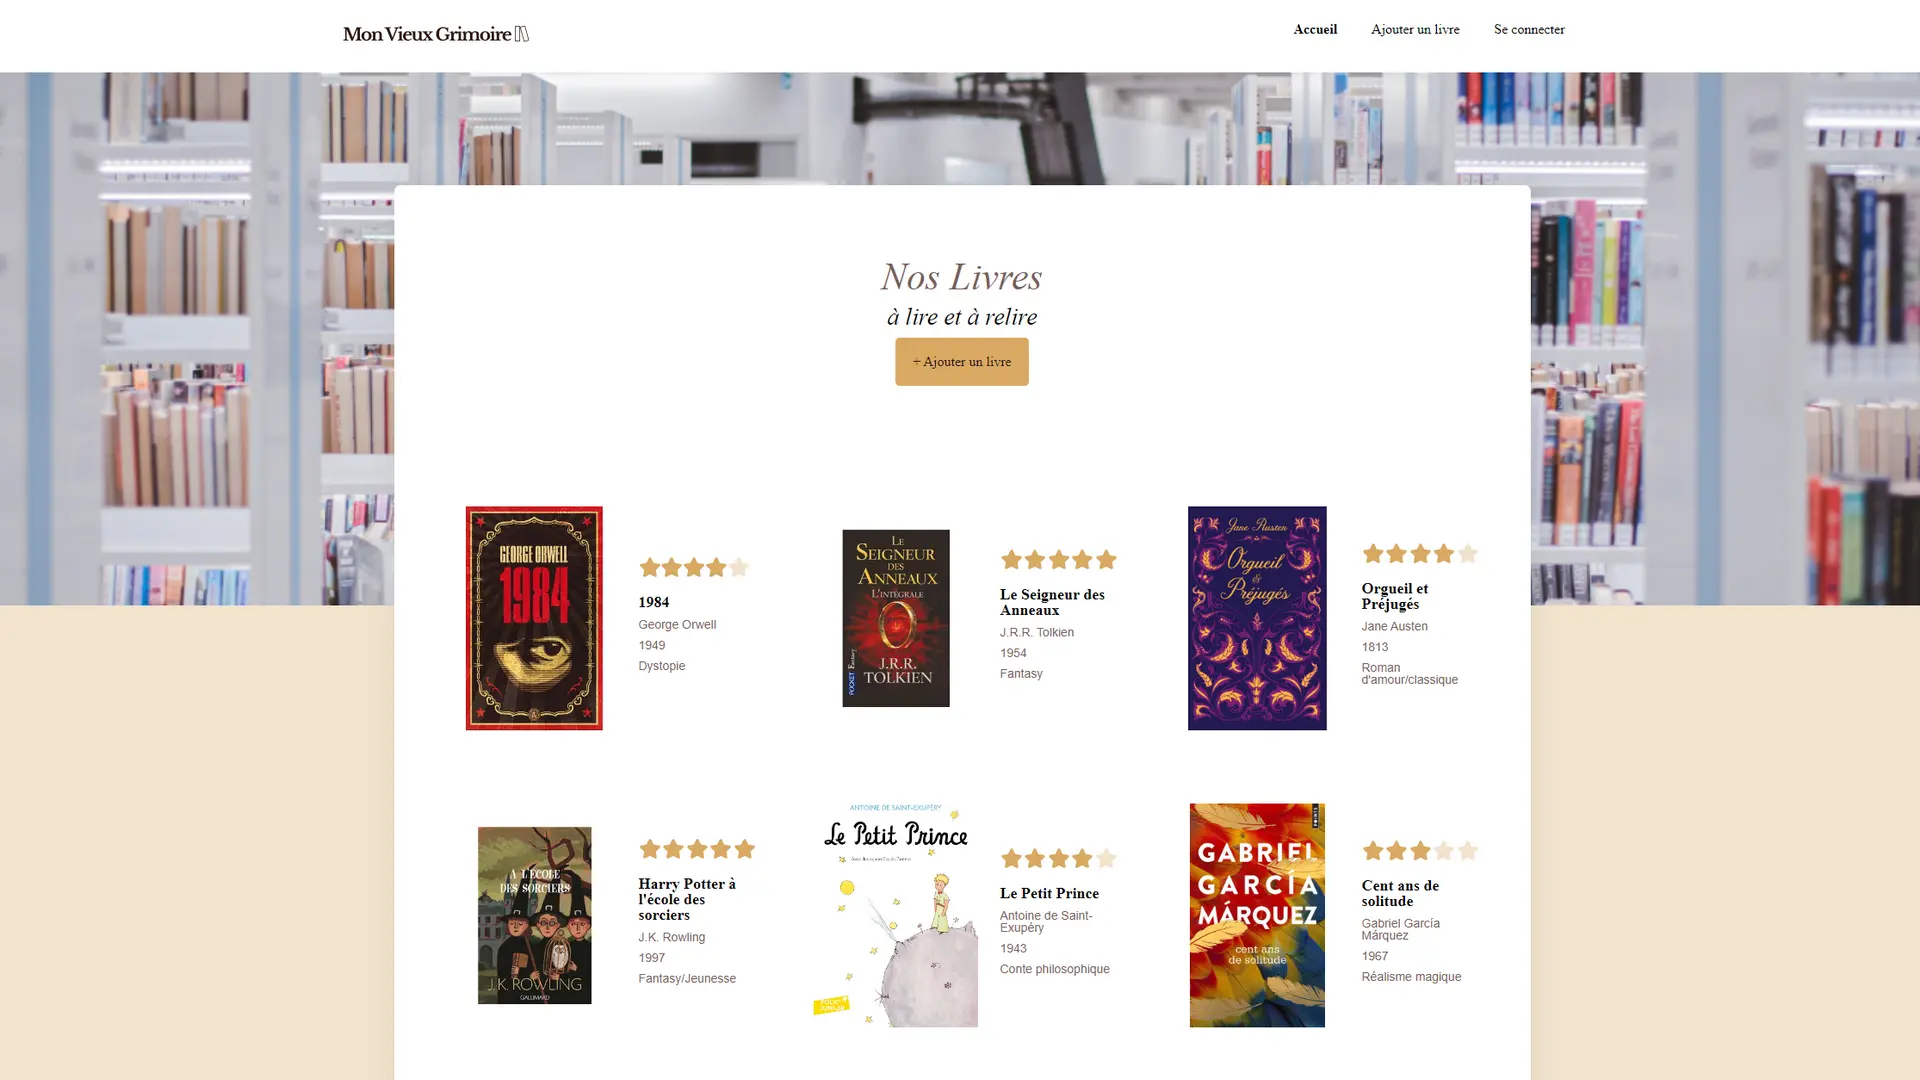 Mon Vieux Grimoire
Accueil
Ajouter un livre
Se connecter
Nos Livres
à lire et à relire
+ Ajouter un livre
GEORGE ORWELL
1984
1984
George Orwell
1949
Dystopie
LE
SEIGNEUR
DES
ANNEAUX
L'INTÉGRALE
J.R.R.
TOLKIEN
POCKET Fantasy
Le Seigneur des
Anneaux
J.R.R. Tolkien
1954
Fantasy
Jane Austen
Orgueil
&
Préjugés
Orgueil et
Préjugés
Jane Austen
1813
Roman
d'amour/classique
A L'ÉCOLE
DES SORCIERS
J.K. ROWLING
GALLIMARD
Harry Potter à
l'école des
sorciers
J.K. Rowling
1997
Fantasy/Jeunesse
ANTOINE DE SAINT-EXUPÉRY
Le Petit Prince
Le Petit Prince
Antoine de Saint-
Exupéry
1943
Conte philosophique
GABRIEL
GARCÍA
MÁRQUEZ
cent ans
de solitude
Cent ans de
solitude
Gabriel García
Márquez
1967
Réalisme magique